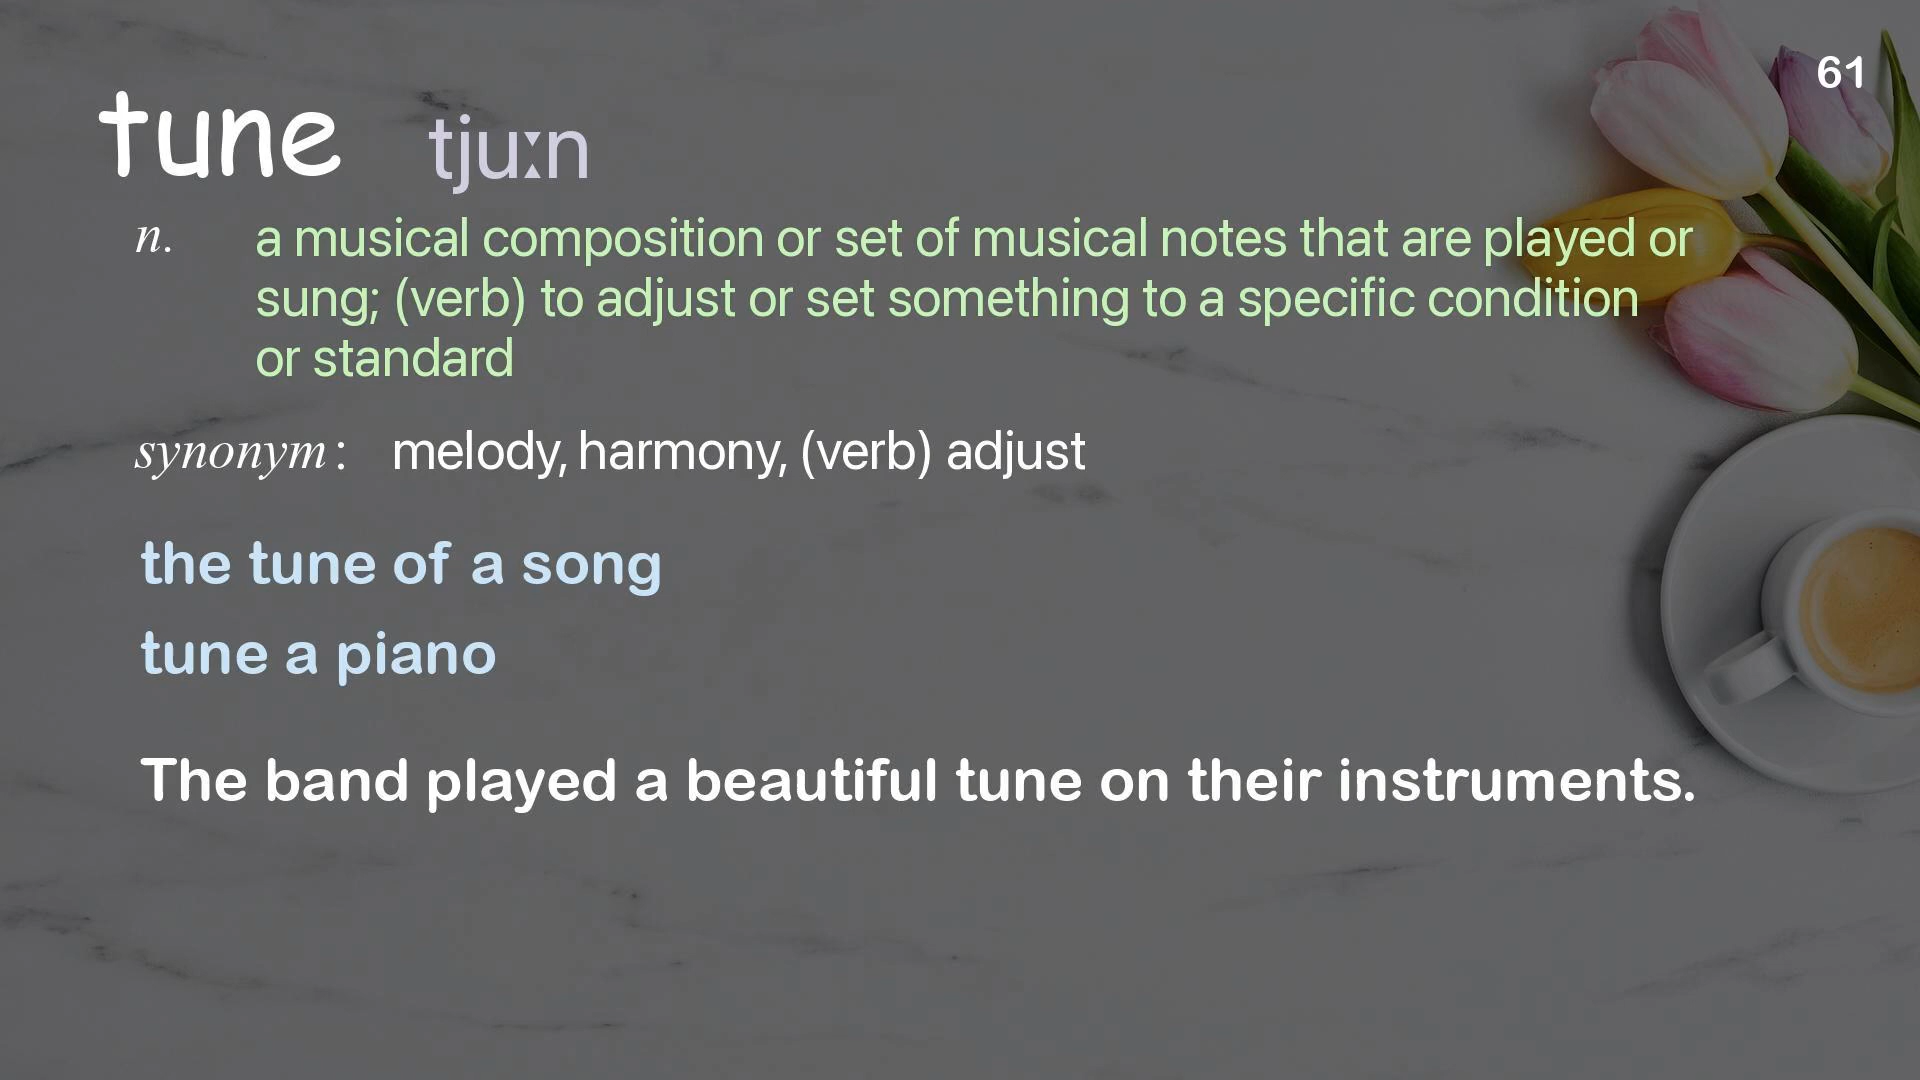 61
tune tjuːn
n. a musical composition or set of musical notes that are played or
sung; (verb) to adjust or set something to a specific condition
or standard
synonym: melody, harmony, (verb) adjust
the tune of a song
tune a piano
The band played a beautiful tune on their instruments.